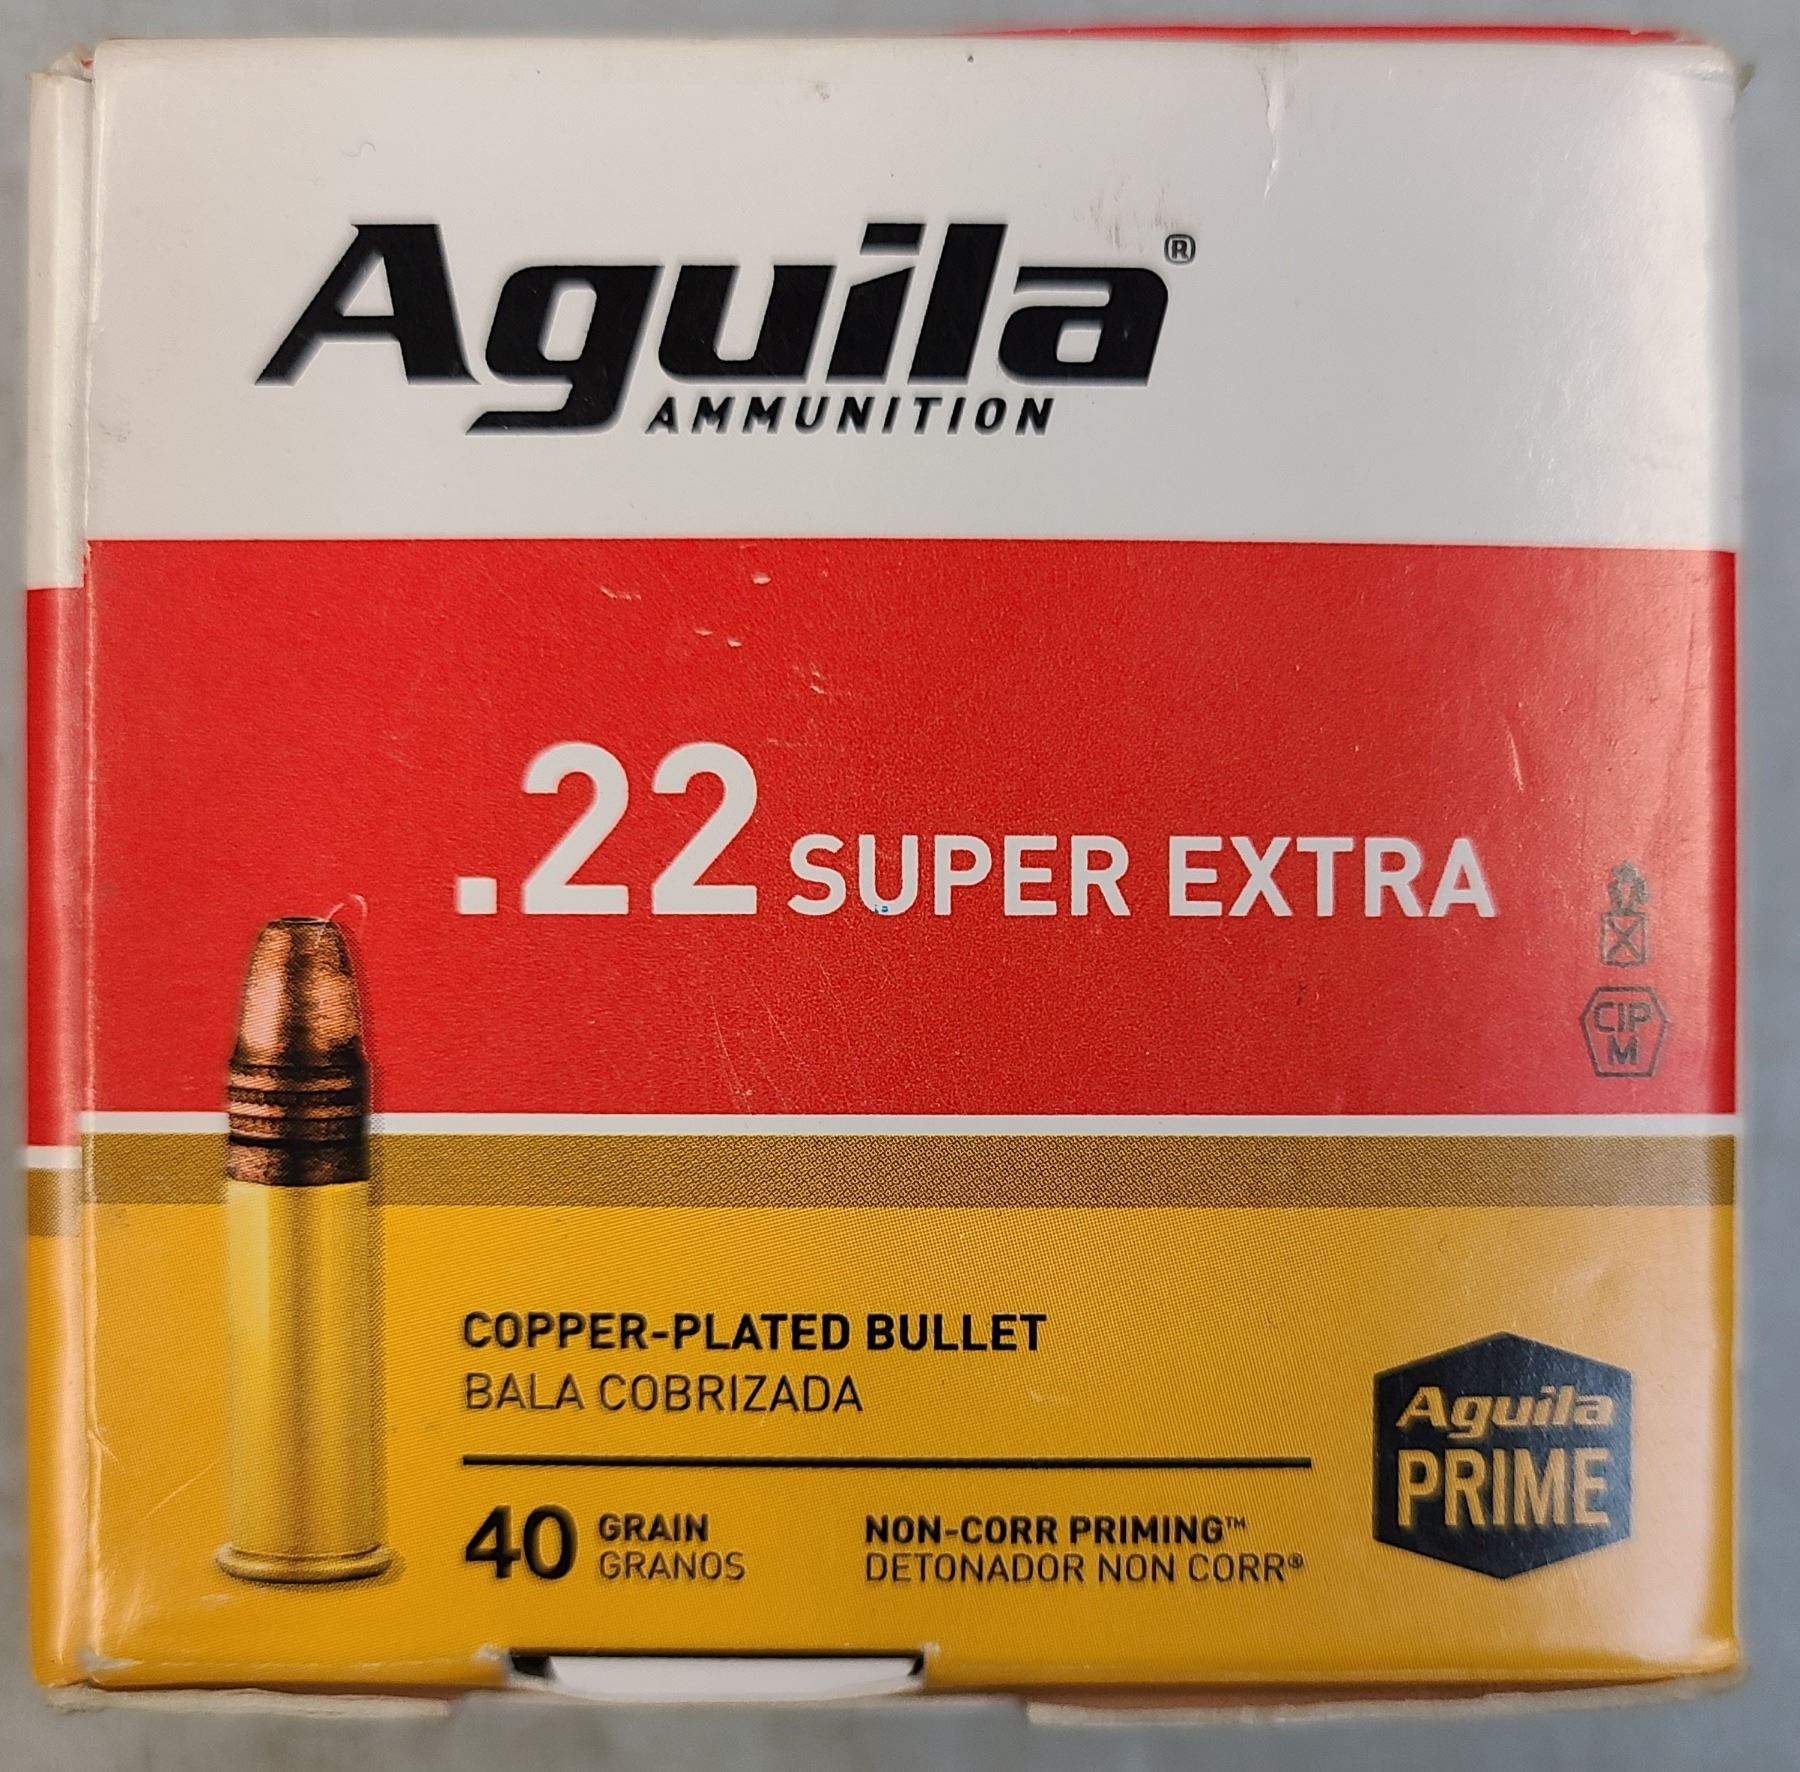 Aguila®
AMMUNITION
.22 SUPER EXTRA
CIP
M
COPPER-PLATED BULLET
BALA COBRIZADA
40 GRAIN
GRANOS
NON-CORR PRIMING™
DETONADOR NON CORR®
Aguila
PRIME